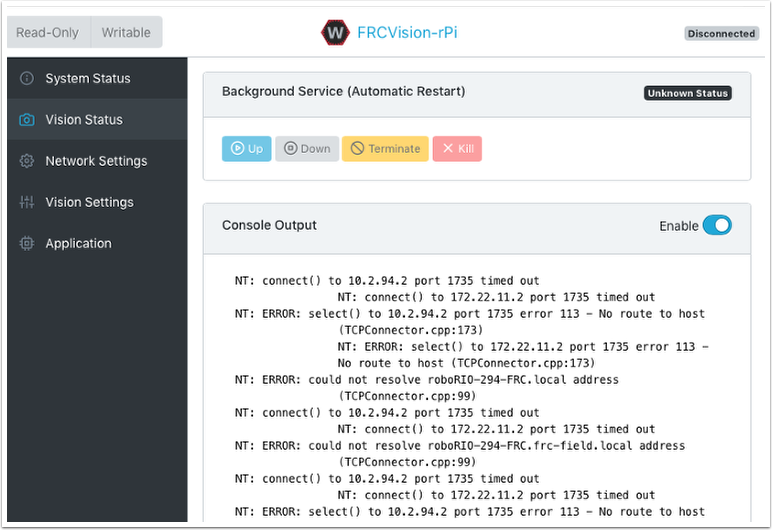 Read-Only Writable W FRCVision-rPi Disconnected
System Status
Vision Status
Network Settings
Vision Settings
Application
Background Service (Automatic Restart) Unknown Status
Up Down Terminate Kill
Console Output Enable
NT: connect() to 10.2.94.2 port 1735 timed out
NT: connect() to 172.22.11.2 port 1735 timed out
NT: ERROR: select() to 10.2.94.2 port 1735 error 113 – No route to host
(TCPConnector.cpp:173)
NT: ERROR: select() to 172.22.11.2 port 1735 error 113 –
No route to host (TCPConnector.cpp:173)
NT: ERROR: could not resolve roboRIO-294-FRC.local address
(TCPConnector.cpp:99)
NT: connect() to 10.2.94.2 port 1735 timed out
NT: connect() to 172.22.11.2 port 1735 timed out
NT: ERROR: could not resolve roboRIO-294-FRC.frc-field.local address
(TCPConnector.cpp:99)
NT: connect() to 10.2.94.2 port 1735 timed out
NT: connect() to 172.22.11.2 port 1735 timed out
NT: ERROR: select() to 10.2.94.2 port 1735 error 113 – No route to host